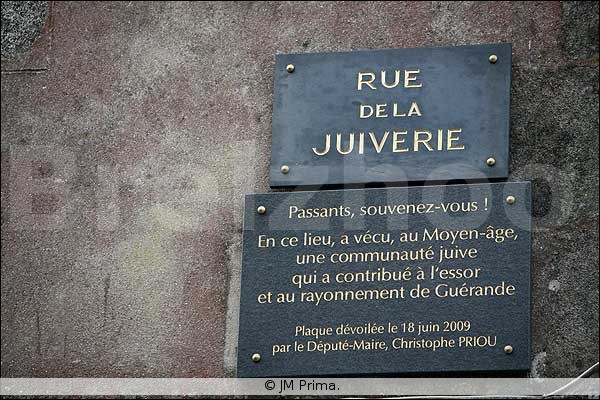 RUE
DE LA
JUIVERIE
Passants, souvenez-vous !
En ce lieu, a vécu, au Moyen-âge,
une communauté juive
qui a contribué à l'essor
et au rayonnement de Guérande
Plaque dévoilée le 18 juin 2009
par le Député-Maire, Christophe PRIOU
Breizhoo
© JM Prima.